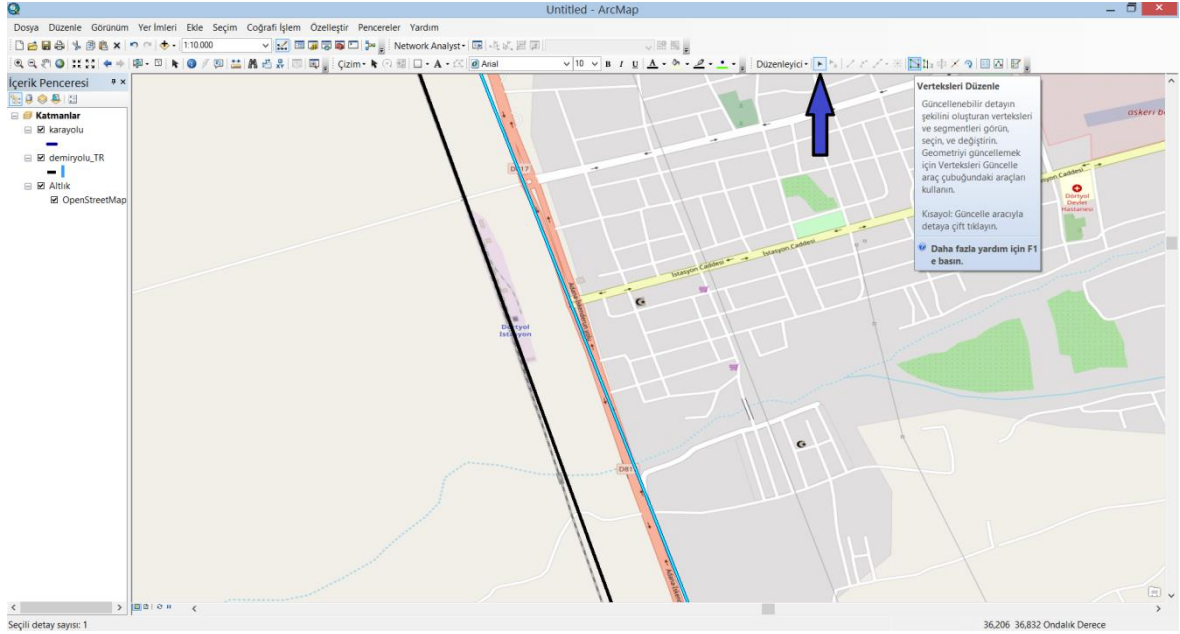 Untitled - ArcMap
Dosya Düzenle Görünüm Yer İmleri Ekle Seçim Coğrafi İşlem Özelleştir Pencereler Yardım
1:10.000
Network Analyst
Çizim
A
Arial
10
B I U A
Düzenleyici
İçerik Penceresi
Katmanlar
karayolu
demiryolu_TR
Altlık
OpenStreetMap
Verteksleri Düzenle
Güncellenebilir detayın
şekilini oluşturan verteksleri
ve segmentleri görün,
seçin, ve değiştirin.
Geometriyi güncellemek
için Verteksleri Güncelle
araç çubuğundaki araçları
kullanın.
Kısayol: Güncelle aracıyla
detaya çift tıklayın.
Daha fazla yardım için F1
e basın.
askeri
Dörtyol
Devlet
Hastanesi
İstasyon Caddesi
İstasyon Caddesi
Dörtyol
İstasyon
Seçili detay sayısı: 1
36,206 36,832 Ondalık Derece